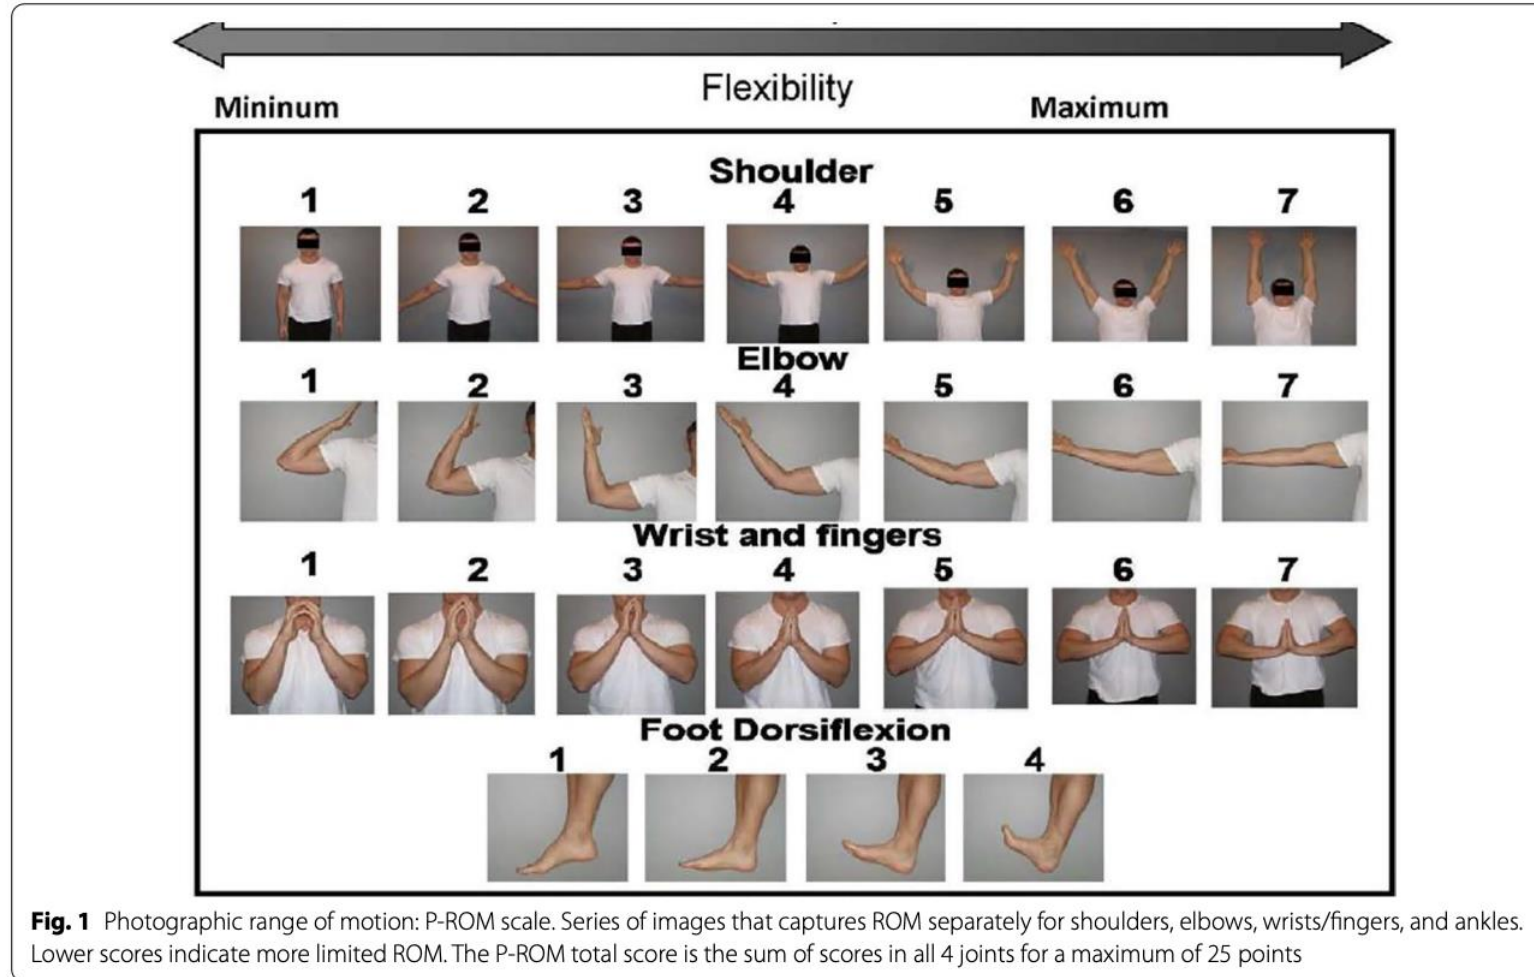 Flexibility
Mininum Maximum
Shoulder
1 2 3 4 5 6 7
Elbow
1 2 3 4 5 6 7
Wrist and fingers
1 2 3 4 5 6 7
Foot Dorsiflexion
1 2 3 4
Fig. 1 Photographic range of motion: P-ROM scale. Series of images that captures ROM separately for shoulders, elbows, wrists/fingers, and ankles.
Lower scores indicate more limited ROM. The P-ROM total score is the sum of scores in all 4 joints for a maximum of 25 points